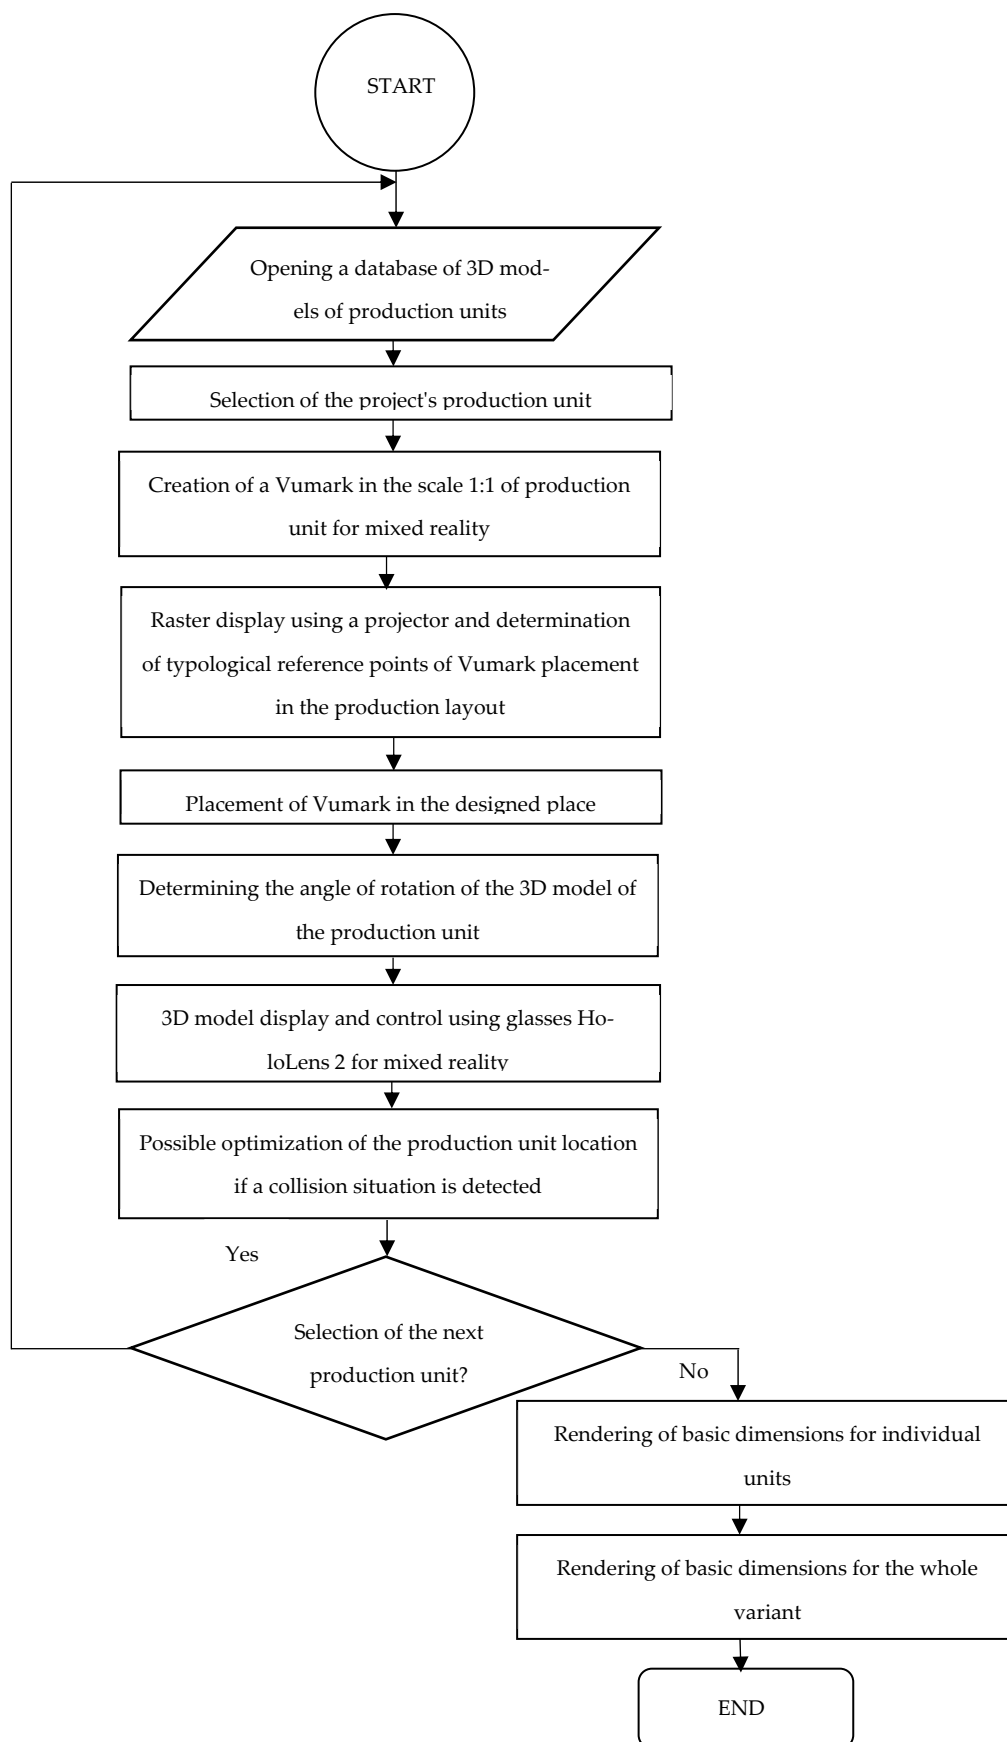 START
Opening a database of 3D mod-
els of production units
Selection of the project's production unit
Creation of a Vumark in the scale 1:1 of production
unit for mixed reality
Raster display using a projector and determination
of typological reference points of Vumark placement
in the production layout
Placement of Vumark in the designed place
Determining the angle of rotation of the 3D model of
the production unit
3D model display and control using glasses Ho-
loLens 2 for mixed reality
Possible optimization of the production unit location
if a collision situation is detected
Yes
Selection of the next
production unit?
No
Rendering of basic dimensions for individual
units
Rendering of basic dimensions for the whole
variant
END